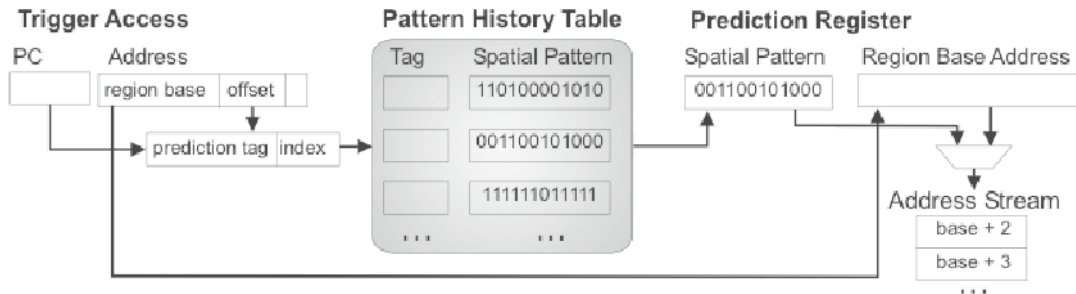 Trigger Access Pattern History Table Prediction Register
PC Address Tag Spatial Pattern Spatial Pattern Region Base Address
region base offset 110100001010 001100101000
prediction tag index 001100101000
111111011111
Address Stream
base + 2
... ... base + 3
...